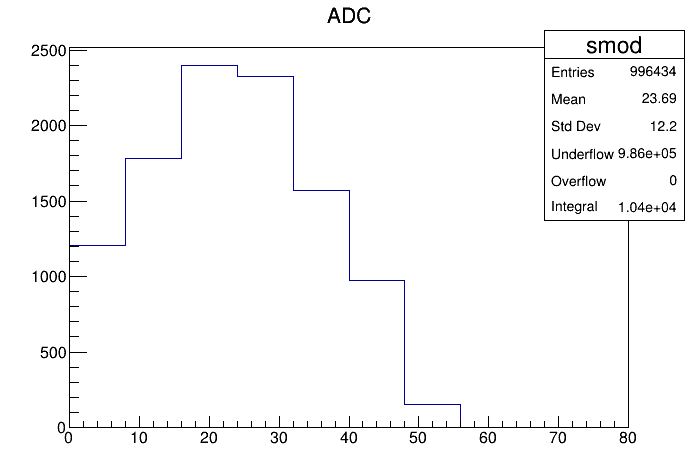 ADC
smod
Entries 996434
Mean 23.69
Std Dev 12.2
Underflow 9.86e+05
Overflow 0
Integral 1.04e+04
2500
2000
1500
1000
500
0
0 10 20 30 40 50 60 70 80